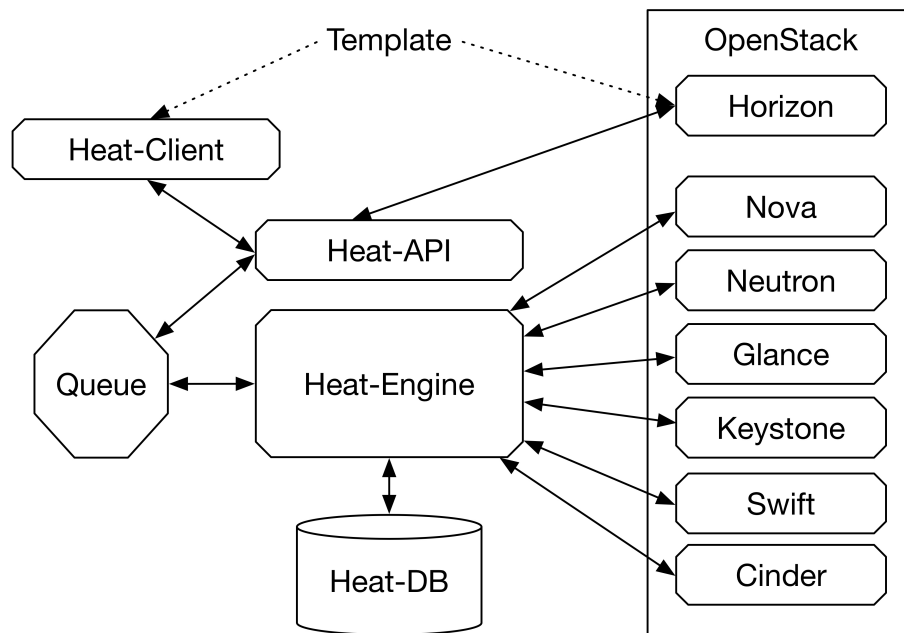 Template
OpenStack
Horizon
Heat-Client
Nova
Heat-API
Neutron
Glance
Queue
Heat-Engine
Keystone
Swift
Heat-DB
Cinder